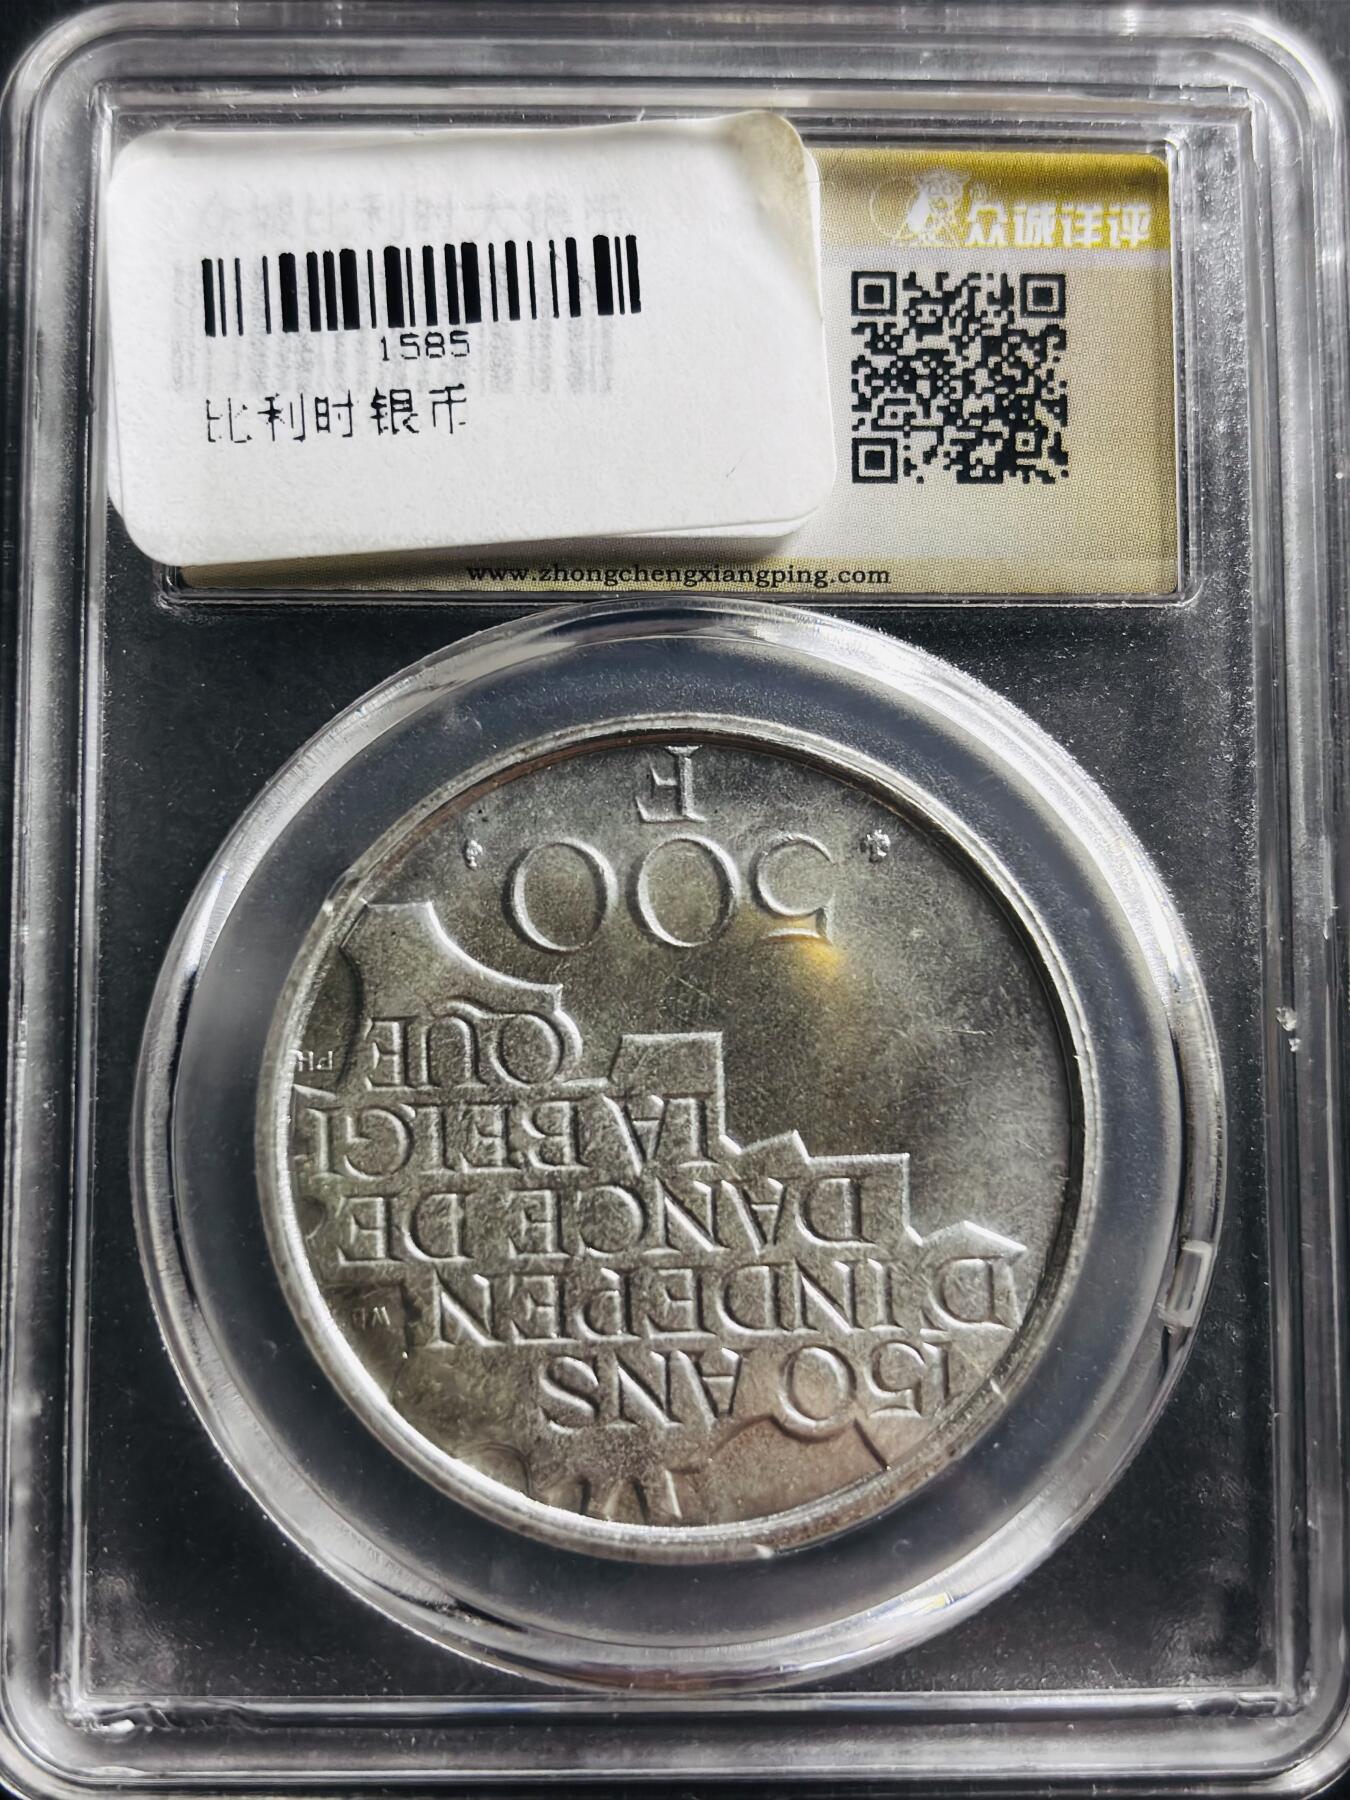 众诚详评
1585
比利时银币
www.zhongchengxiangping.com
150 ANS
D'INDEPEN
DANCE DE
LA BELGI
QUE
500
F
PH